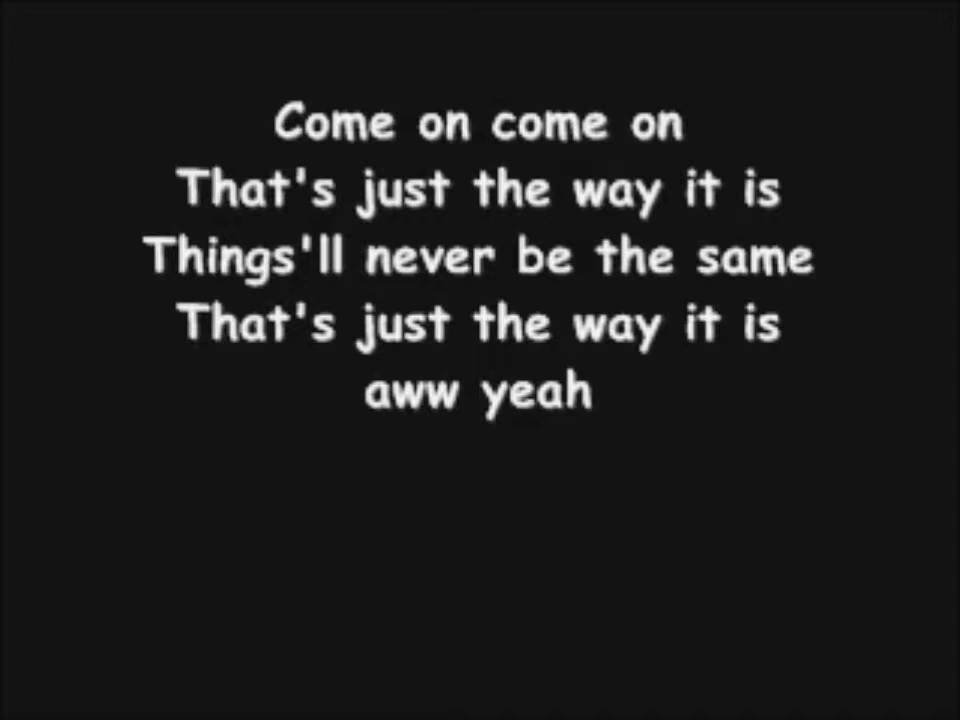 Come on come on
That's just the way it is
Things'll never be the same
That's just the way it is
aww yeah